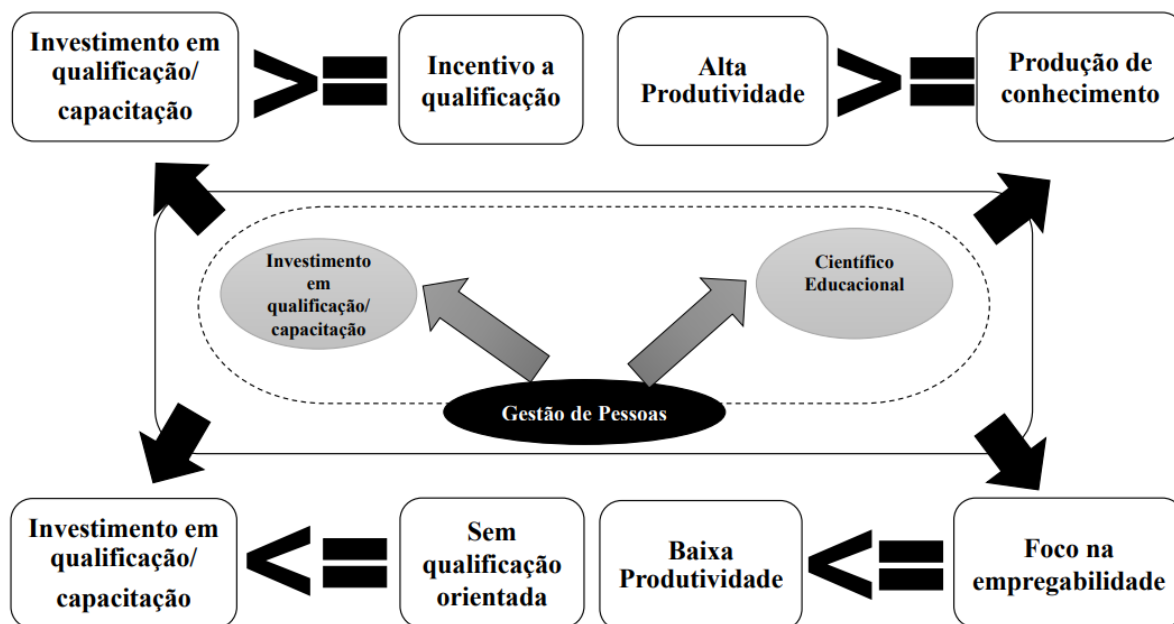 Investimento em
qualificação/
capacitação
> =
Incentivo a
qualificação
Alta
Produtividade
> =
Produção de
conhecimento
Investimento
em
qualificação/
capacitação
Científico
Educacional
Gestão de Pessoas
Investimento em
qualificação/
capacitação
< =
Sem
qualificação
orientada
Baixa
Produtividade
< =
Foco na
empregabilidade